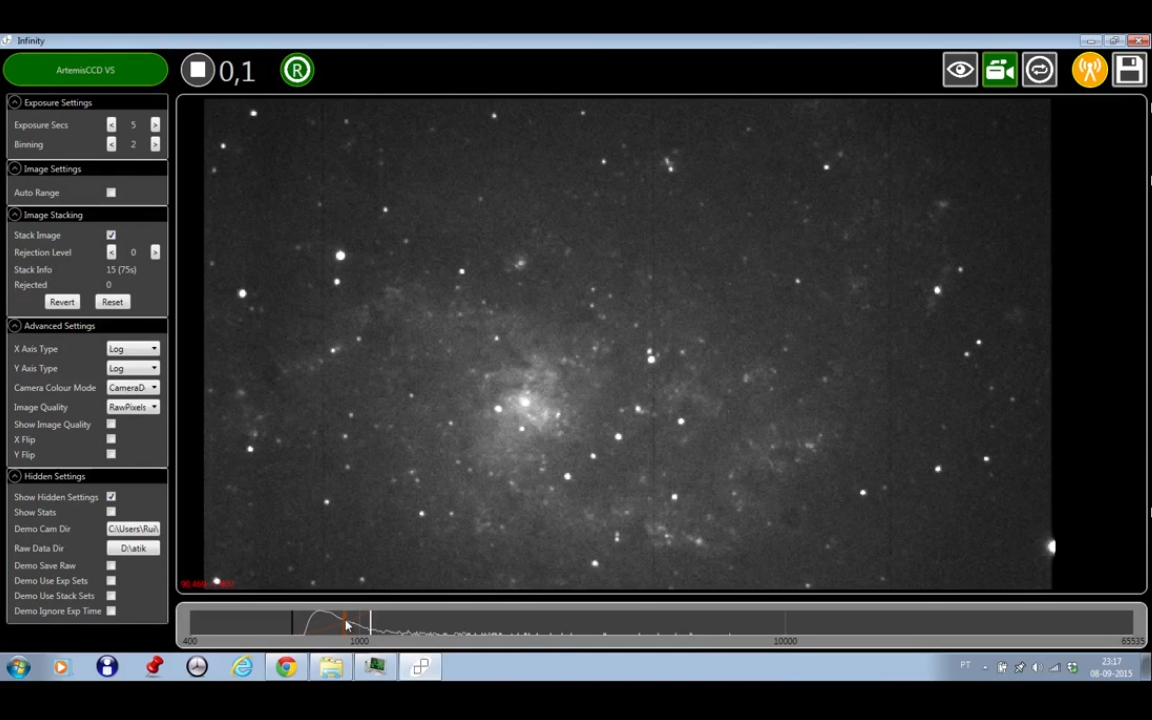 Infinity
ArtemisCCD VS
0,1
R
Exposure Settings
Exposure Secs < 5 >
Binning < 2 >
Image Settings
Auto Range
Image Stacking
Stack Image
Rejection Level < 0 >
Stack Info 15 (75s)
Rejected 0
Revert Reset
Advanced Settings
X Axis Type Log
Y Axis Type Log
Camera Colour Mode CameraD
Image Quality RawPixels
Show Image Quality
X Flip
Y Flip
Hidden Settings
Show Hidden Settings
Show Stats
Demo Cam Dir C:\Users\Rui\
Raw Data Dir D:\atik
Demo Save Raw
Demo Use Exp Sets
Demo Use Stack Sets
Demo Ignore Exp Time
400 1000 10000 65535
PT
23:17
08-09-2015